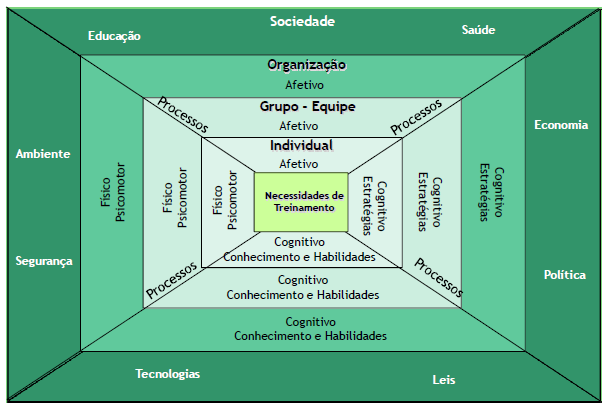 Sociedade
Educação
Saúde
Organização
Afetivo
Processos
Processos
Grupo - Equipe
Afetivo
Individual
Afetivo
Ambiente
Economia
Físico
Psicomotor
Físico
Psicomotor
Físico
Psicomotor
Necessidades de
Treinamento
Cognitivo
Estratégias
Cognitivo
Estratégias
Cognitivo
Estratégias
Segurança
Política
Cognitivo
Conhecimento e Habilidades
Processos
Processos
Cognitivo
Conhecimento e Habilidades
Cognitivo
Conhecimento e Habilidades
Tecnologias
Leis